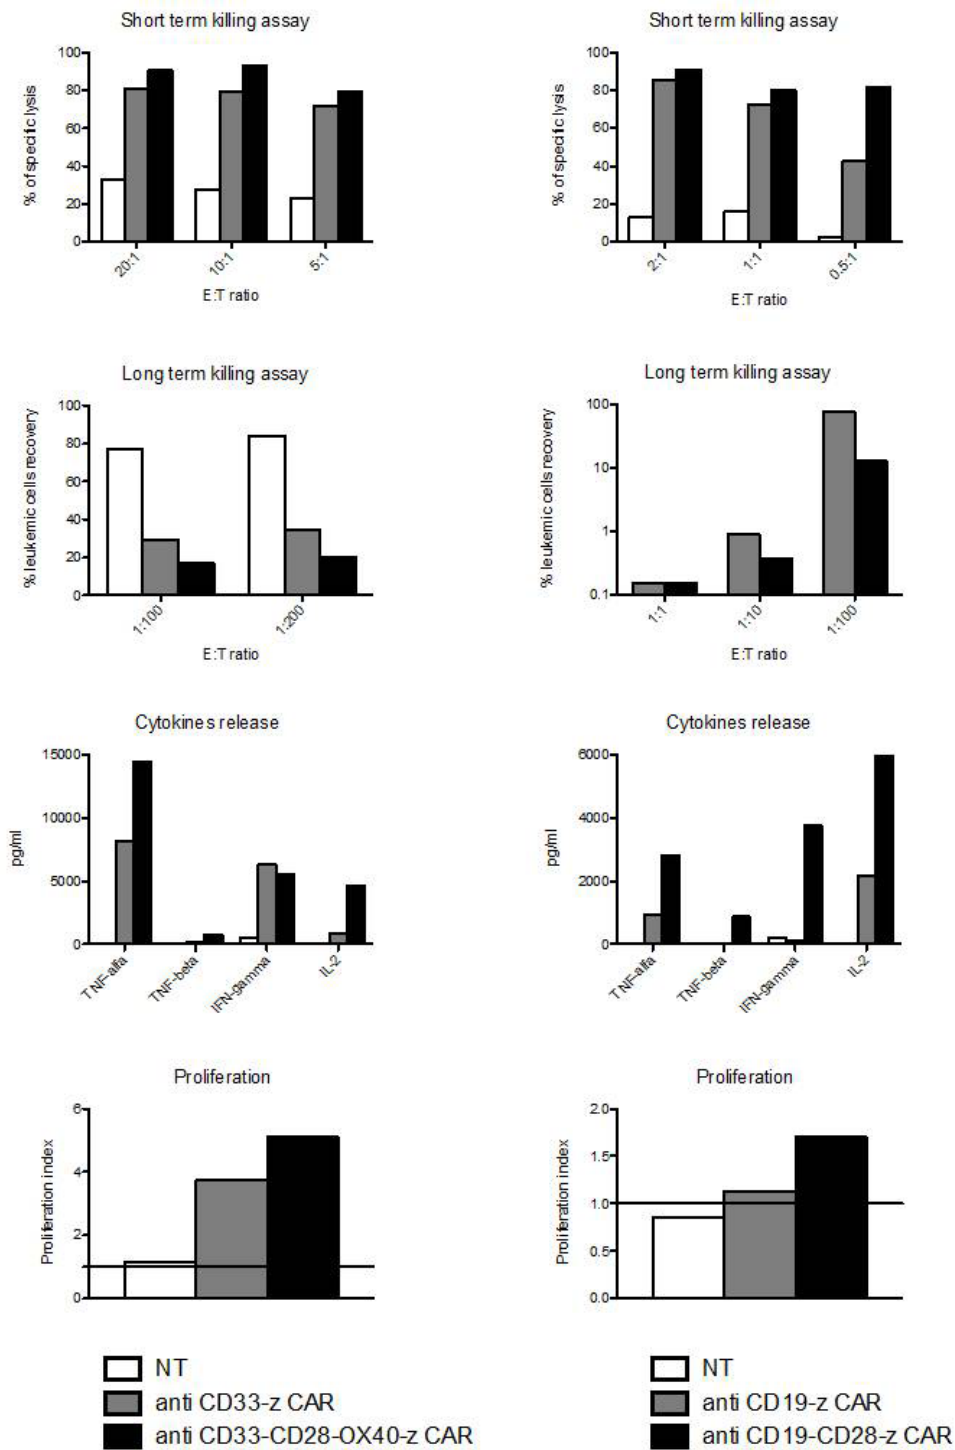 Short term killing assay
100
80
60
40
20
0
% of specific lysis
20:1
10:1
5:1
E:T ratio
Short term killing assay
100
80
60
40
20
0
% of specific lysis
2:1
1:1
0.5:1
E:T ratio
Long term killing assay
100
80
60
40
20
0
% leukemic cells recovery
1:100
1:200
E:T ratio
Long term killing assay
100
10
1
0.1
% leukemic cells recovery
1:1
1:10
1:100
E:T ratio
Cytokines release
15000
10000
5000
0
pg/ml
TNF-alfa
TNF-beta
IFN-gamma
IL-2
Cytokines release
6000
4000
2000
0
pg/ml
TNF-alfa
TNF-beta
IFN-gamma
IL-2
Proliferation
6
4
2
0
Proliferation index
Proliferation
2.0
1.5
1.0
0.5
0.0
Proliferation index
NT
anti CD33-z CAR
anti CD33-CD28-OX40-z CAR
NT
anti CD19-z CAR
anti CD19-CD28-z CAR